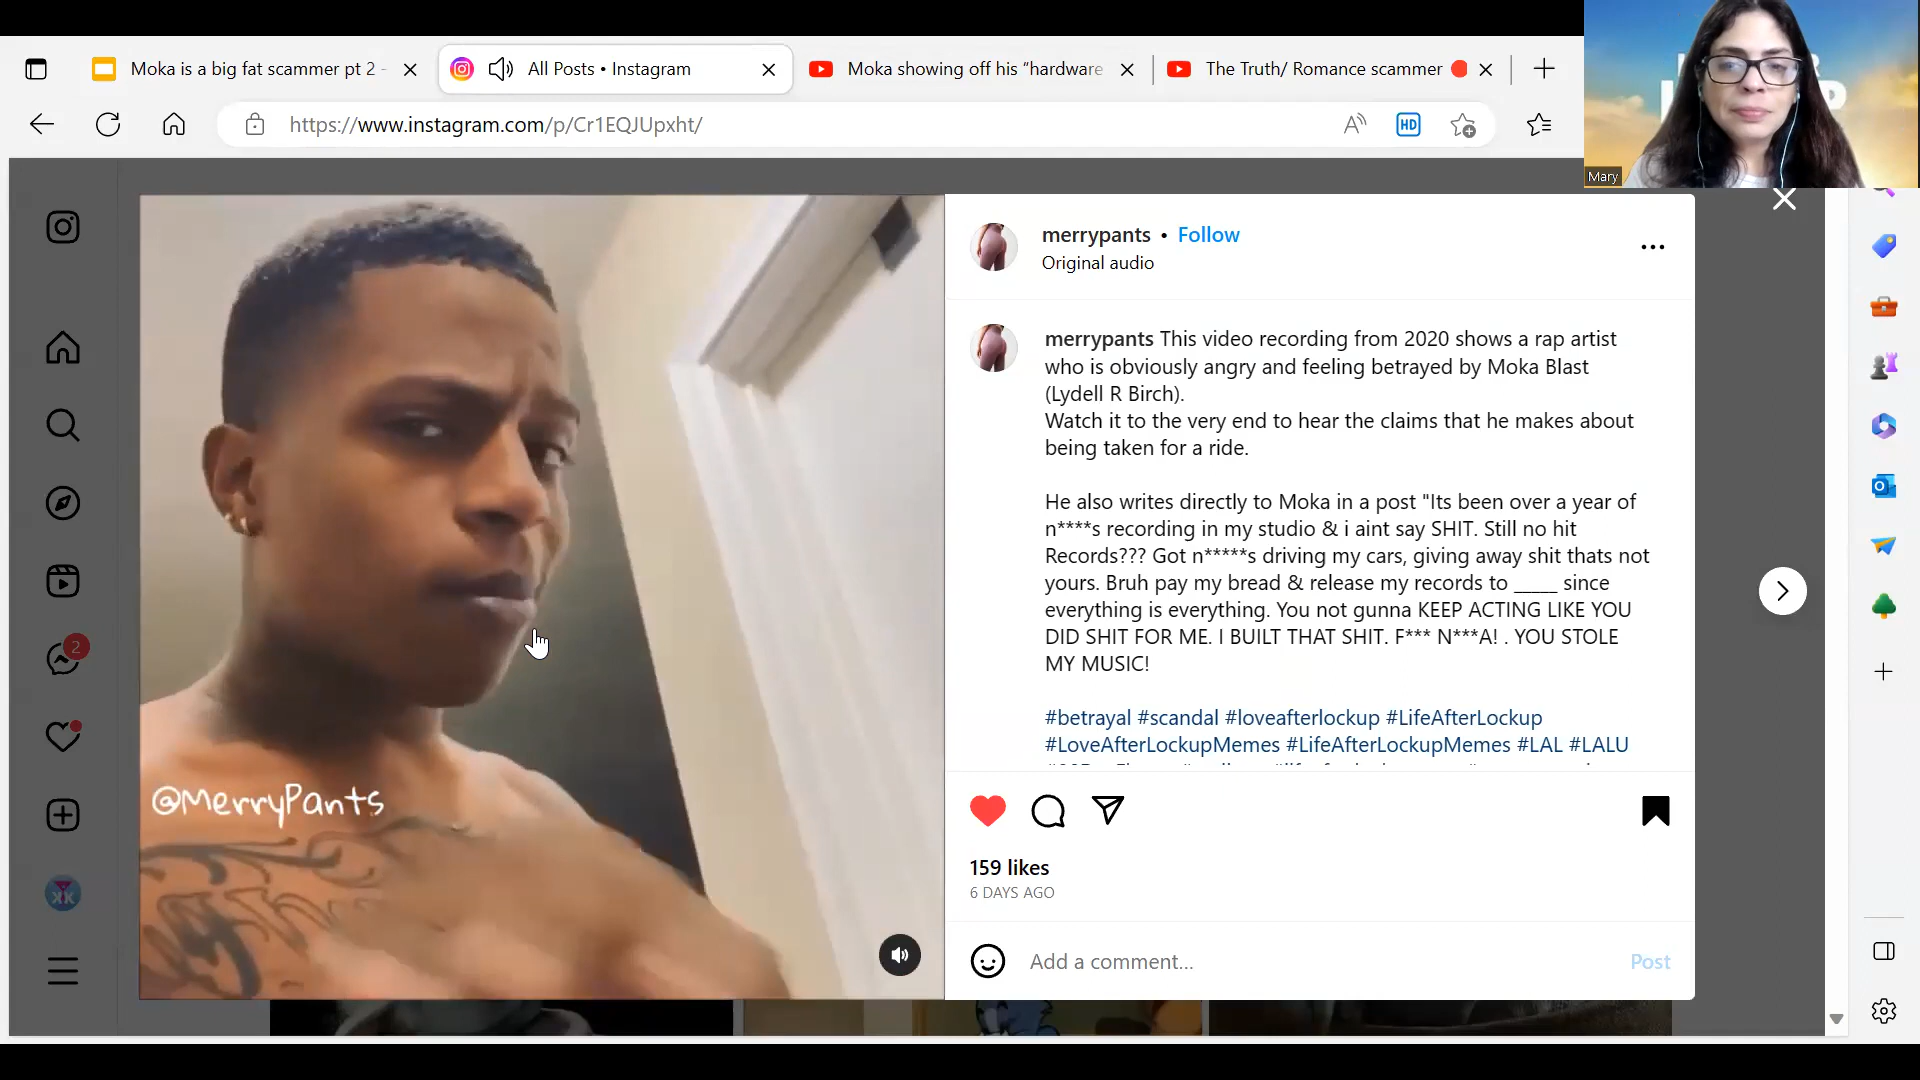 Moka is a big fat scammer pt 2 -
All Posts • Instagram
Moka showing off his "hardware
The Truth/ Romance scammer
https://www.instagram.com/p/Cr1EQJUpxht/
HD
Mary
merrypants • Follow
Original audio
merrypants This video recording from 2020 shows a rap artist
who is obviously angry and feeling betrayed by Moka Blast
(Lydell R Birch).
Watch it to the very end to hear the claims that he makes about
being taken for a ride.
He also writes directly to Moka in a post "Its been over a year of
n****s recording in my studio & i aint say SHIT. Still no hit
Records??? Got n*****s driving my cars, giving away shit thats not
yours. Bruh pay my bread & release my records to _____ since
everything is everything. You not gunna KEEP ACTING LIKE YOU
DID SHIT FOR ME. I BUILT THAT SHIT. F*** N***A! . YOU STOLE
MY MUSIC!
#betrayal #scandal #loveafterlockup #LifeAfterLockup
#LoveAfterLockupMemes #LifeAfterLockupMemes #LAL #LALU
2
@MerryPants
159 likes
6 DAYS AGO
Add a comment...
Post